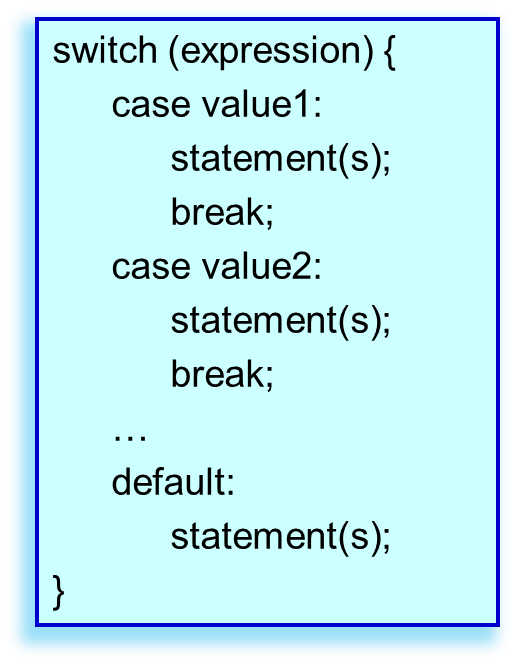 switch (expression) {
case value1:
statement(s);
break;
case value2:
statement(s);
break;
…
default:
statement(s);
}